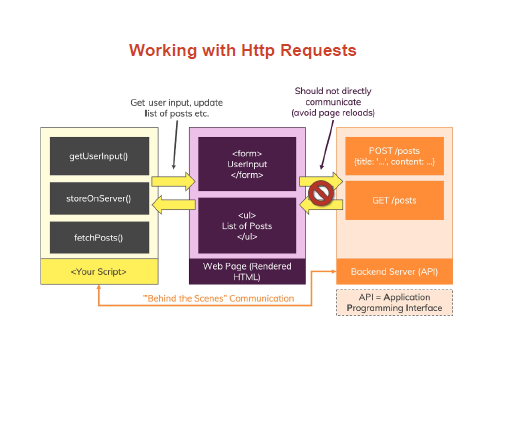 Working with Http Requests
Get user input, update
list of posts etc.
Should not directly
communicate
(avoid page reloads)
getUserInput()
storeOnServer()
fetchPosts()
<Your Script>
<form>
UserInput
</form>
<ul>
List of Posts
</ul>
Web Page (Rendered
HTML)
POST /posts
{title: '...', content: ...}
GET /posts
Backend Server (API)
"Behind the Scenes" Communication
API = Application
Programming Interface